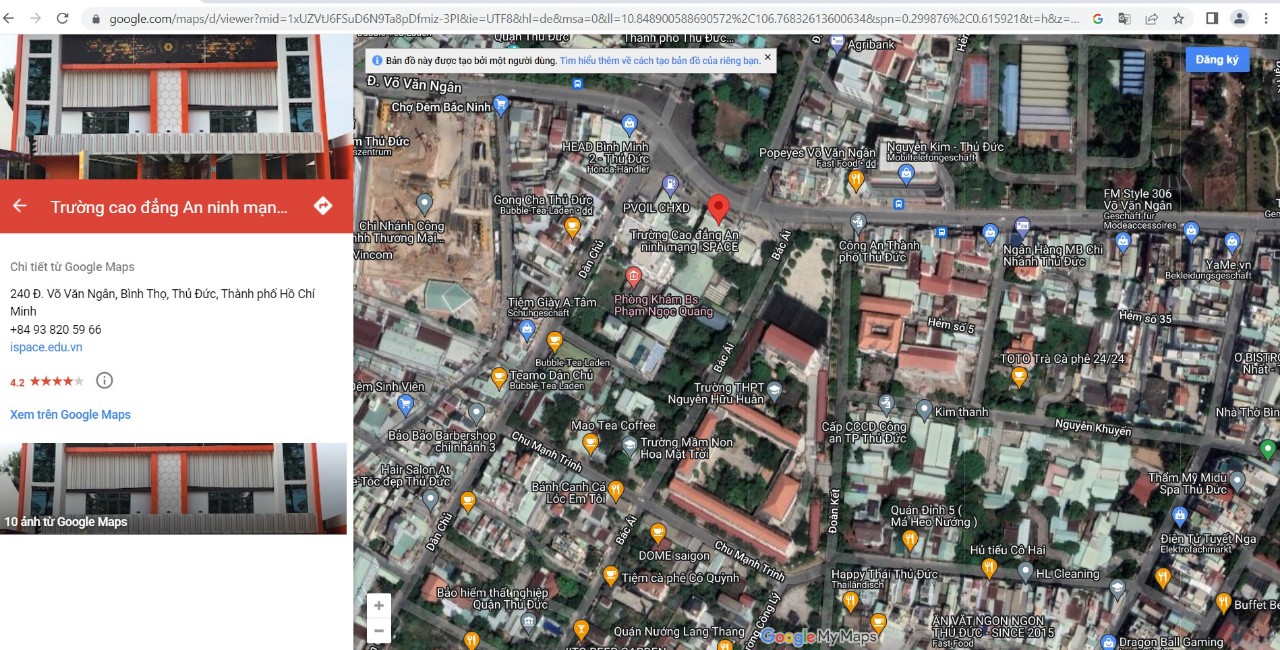 google.com/maps/d/viewer?mid=1xUZVtJ6FSuD6N9Ta8pDfmiz-3PI&ie=UTF8&hl=de&msa=0&ll=10.848900588690572%2C106.7683261360063​4&spn=0.299876%2C0.615921&t=h&z=...
Trường cao đẳng An ninh mạn...
Chi tiết từ Google Maps
240 Đ. Võ Văn Ngân, Bình Thọ, Thủ Đức, Thành phố Hồ Chí
Minh
+84 93 820 59 66
ispace.edu.vn
4.2
Xem trên Google Maps
10 ảnh từ Google Maps
Quận Thủ Đức
Thành phố Thủ Đức...
Agribank
Bản đồ này được tạo bởi một người dùng. Tìm hiểu thêm về cách tạo bản đồ của riêng bạn.
Đăng ký
Đ. Võ Văn Ngân
Chợ Đêm Bắc Ninh
m Thủ Đức
szentrum
HEAD Bình Minh
2 - Thủ Đức
Honda-Händler
Popeyes Võ Văn Ngân
Fast Food
Nguyễn Kim - Thủ Đức
Mobiltelefongeschäft
Gong Cha Thủ Đức
Bubble-Tea-Laden
PVOIL CHXD
FM Style 306
Võ Văn Ngân
Geschäft für
Modeaccessoires
Chi Nhánh Công
nhh Thương Mại...
Vincom
Trường Cao đẳng An
ninh mạng iSPACE
Dân Chủ
Bác Ái
Công An Thành
phố Thủ Đức
Ngân Hàng MB Chi
Nhánh Thủ Đức
YaMe.vn
Bekleidungsgeschäft
Phòng Khám Bs
Phạm Ngọc Quang
Tiệm Giày A.Tâm
Schuhgeschäft
Hẻm số 5
Hẻm số 35
Bubble-Tea-Laden
Bác Ái
TOTO Trà Cà phê 24/24
Ơ BISTRO
Nhật
Teamo Dân Chủ
Bubble-Tea-Laden
Đêm Sinh Viên
Trường THPT
Nguyễn Hữu Huân
Kim thanh
Nhà Thờ Bìn
Cấp CCCD Công
an TP Thủ Đức
Nguyễn Khuyến
Mao Tea Coffee
Bảo Bảo Barbershop
chi nhánh 3
Chu Mạnh Trinh
Trường Mầm Non
Hoa Mặt Trời
Hair Salon At
e-Tóc đẹp Thủ Đức
Bánh Canh Cá
Lóc Em Tôi
Thẩm Mỹ Midu
Spa Thủ Đức
Đoàn Kết
Quán Đỉnh 5 (
Má Heo Nướng )
Dân Chủ
Bác Ái
Chu Mạnh Trinh
Điện Tử Tuyết Nga
Elektrofachmarkt
DOME saigon
Hủ tiếu Cô Hai
Tiệm cà phê Cô Quỳnh
Happy Thái Thủ Đức
Thailändisch
HL Cleaning
Bảo hiểm thất nghiệp
Quận Thủ Đức
Buffet Be
Quán Nướng Lang Thang
Google My Maps
ĂN VẶT NGON NGON
THỦ ĐỨC - SINCE 2015
Fast Food
Dragon Ball Gaming